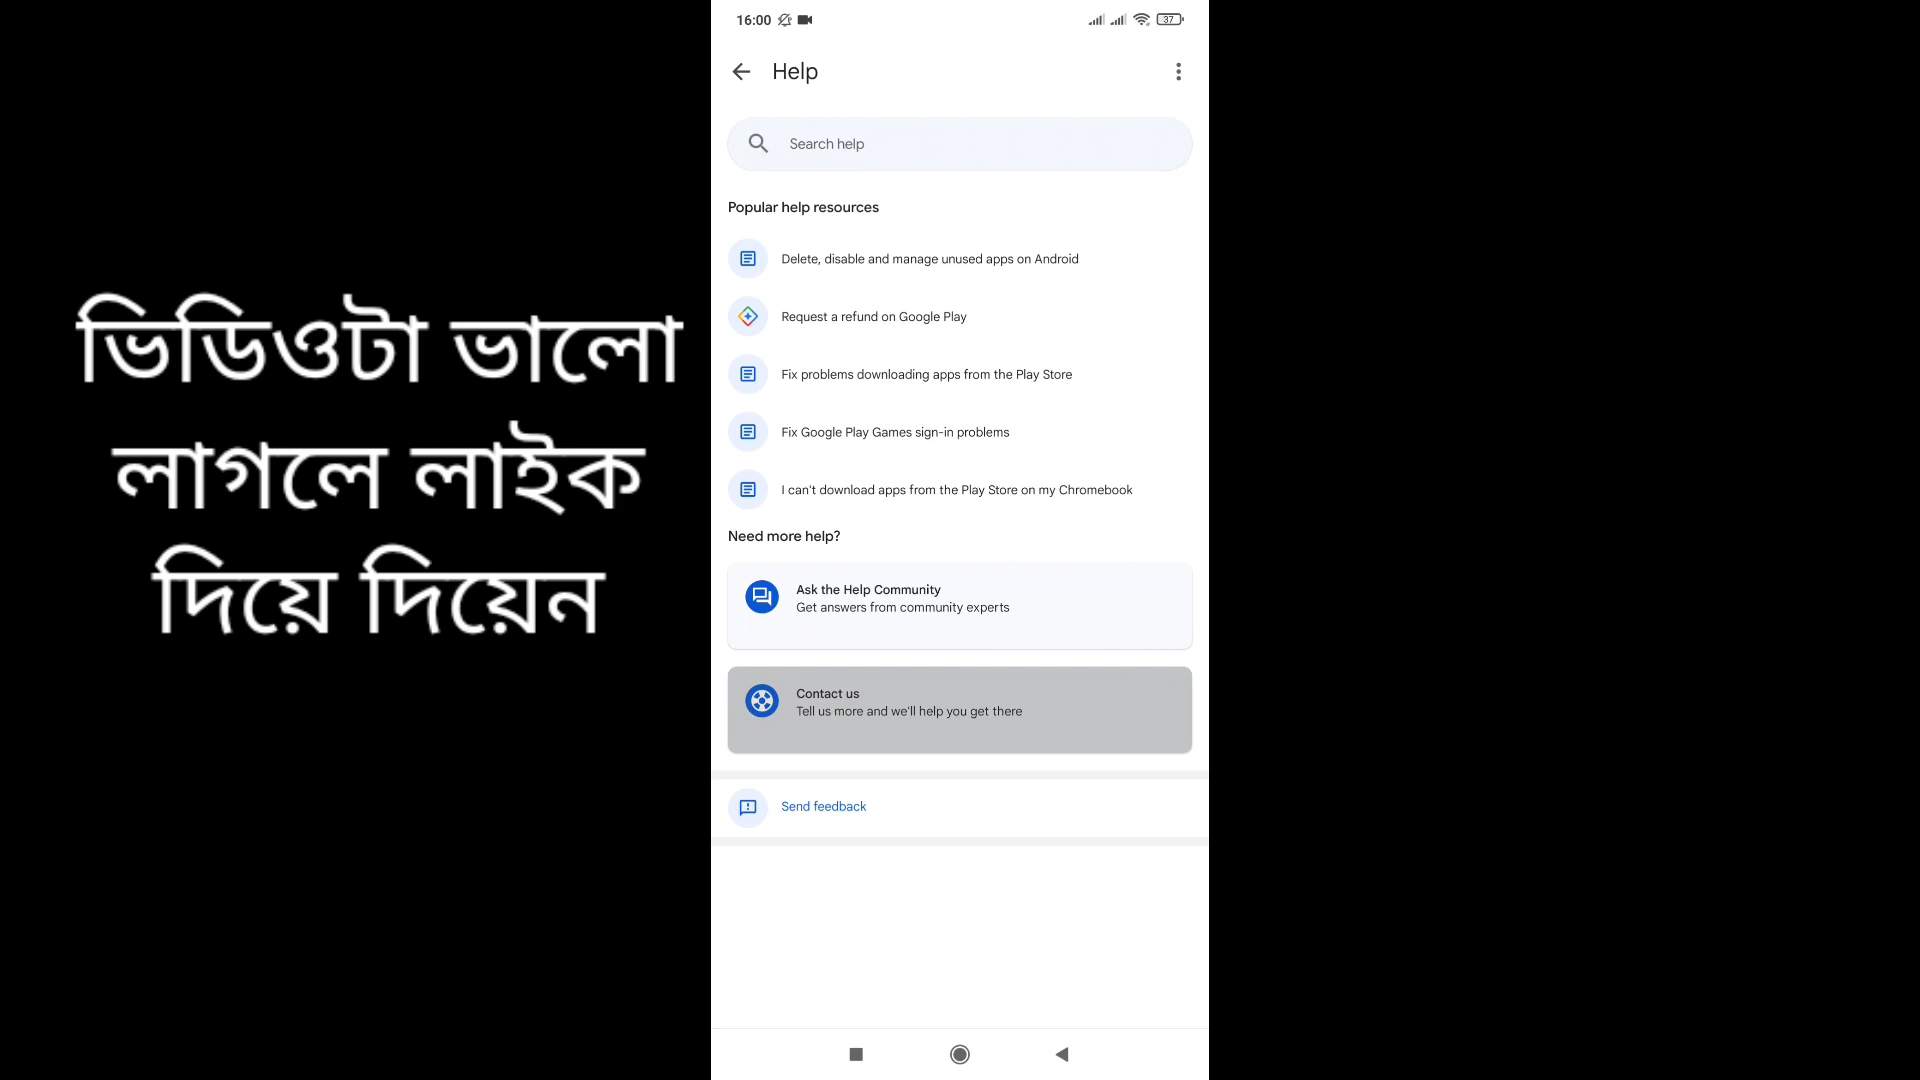 16:00
37
Help
Search help
Popular help resources
Delete, disable and manage unused apps on Android
Request a refund on Google Play
Fix problems downloading apps from the Play Store
Fix Google Play Games sign-in problems
I can't download apps from the Play Store on my Chromebook
Need more help?
Ask the Help Community
Get answers from community experts
Contact us
Tell us more and we'll help you get there
Send feedback
ভিডিওটা ভালো
লাগলে লাইক
দিয়ে দিয়েন